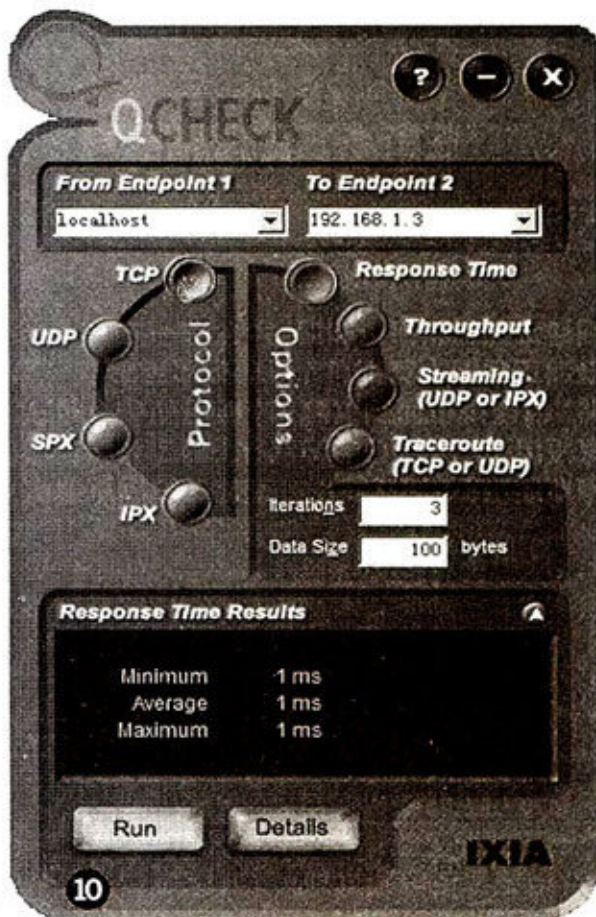 ? − X
QCHECK
From Endpoint 1 To Endpoint 2
localhost 192.168.1.3
TCP Response Time
UDP Throughput
Streaming
(UDP or IPX)
SPX Traceroute
(TCP or UDP)
IPX
Protocol
Options
Iterations 3
Data Size 100 bytes
Response Time Results
Minimum 1 ms
Average 1 ms
Maximum 1 ms
Run Details
IXIA
10